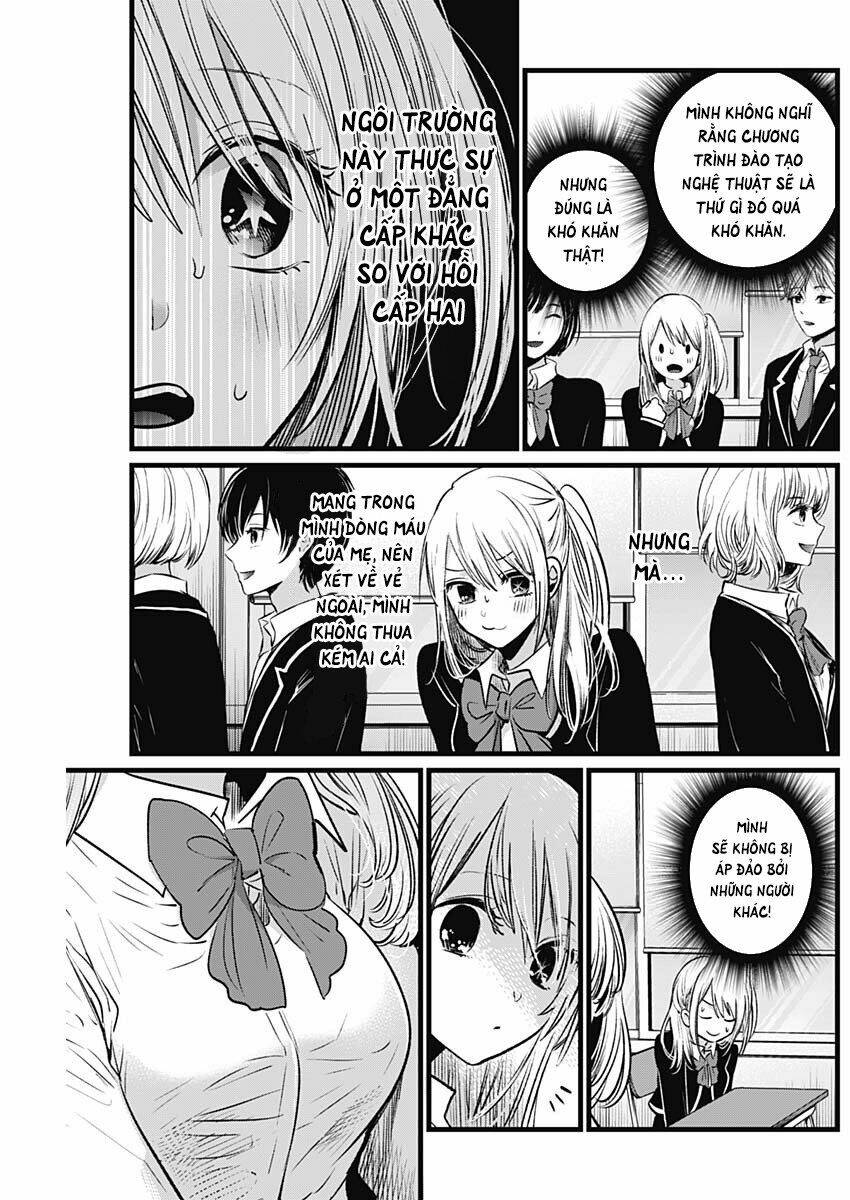 MÌNH KHÔNG NGHĨ
RẰNG CHƯƠNG
TRÌNH ĐÀO TẠO
NGHỆ THUẬT SẼ LÀ
THỨ GÌ ĐÓ QUÁ
KHÓ KHĂN.
NHƯNG
ĐÚNG LÀ
KHÓ KHĂN
THẬT!
NGÔI TRƯỜNG
NÀY THỰC SỰ
Ở MÔT ĐẲNG
CẤP KHÁC
SO VỚI HỒI
CẤP HAI
NHƯNG
MÀ...
MANG TRONG
MÌNH DÒNG MÁU
CỦA MẸ, NÊN
XÉT VỀ VẺ
NGOÀI, MÌNH
KHÔNG THUA
KÉM AI CẢ!
MÌNH
SẼ KHÔNG BỊ
ÁP ĐẢO BỞI
NHỮNG NGƯỜI
KHÁC!